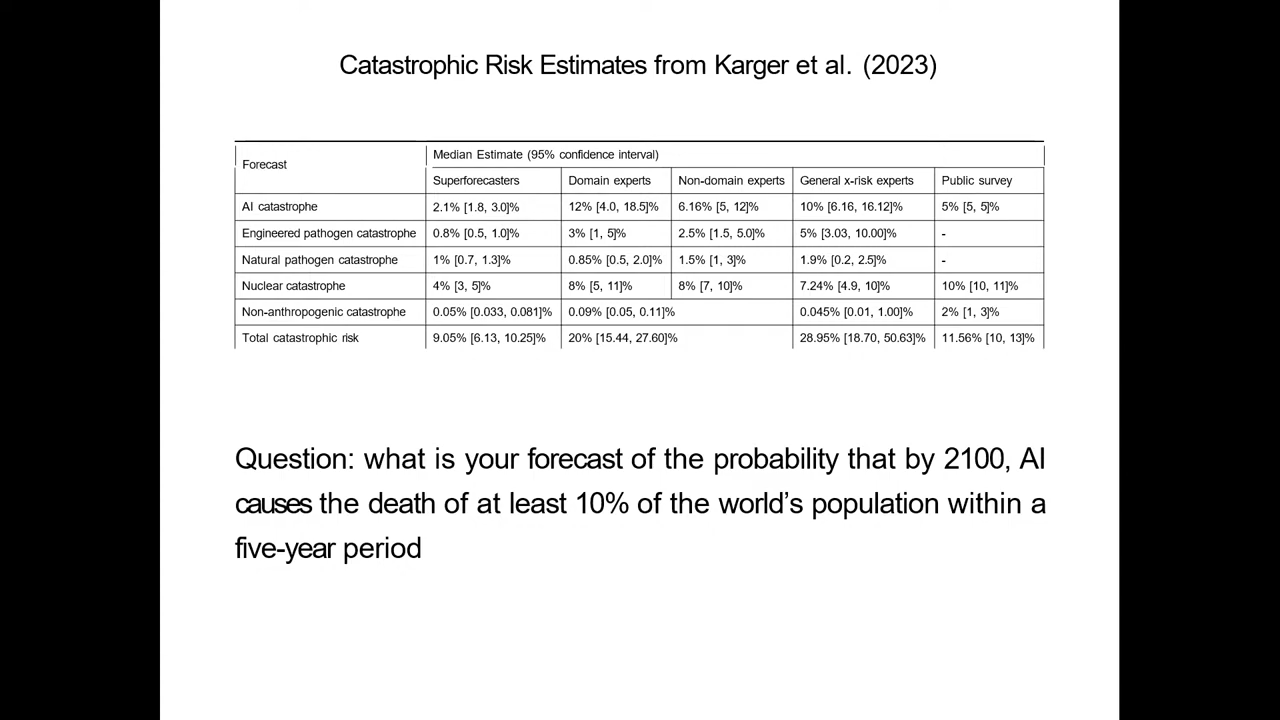 Catastrophic Risk Estimates from Karger et al. (2023)
Forecast
Median Estimate (95% confidence interval)
Superforecasters Domain experts Non-domain experts General x-risk experts Public survey
AI catastrophe 2.1% [1.8, 3.0]% 12% [4.0, 18.5]% 6.16% [5, 12]% 10% [6.16, 16.12]% 5% [5, 5]%
Engineered pathogen catastrophe 0.8% [0.5, 1.0]% 3% [1, 5]% 2.5% [1.5, 5.0]% 5% [3.03, 10.00]% -
Natural pathogen catastrophe 1% [0.7, 1.3]% 0.85% [0.5, 2.0]% 1.5% [1, 3]% 1.9% [0.2, 2.5]% -
Nuclear catastrophe 4% [3, 5]% 8% [5, 11]% 8% [7, 10]% 7.24% [4.9, 10]% 10% [10, 11]%
Non-anthropogenic catastrophe 0.05% [0.033, 0.081]% 0.09% [0.05, 0.11]% 0.045% [0.01, 1.00]% 2% [1, 3]%
Total catastrophic risk 9.05% [6.13, 10.25]% 20% [15.44, 27.60]% 28.95% [18.70, 50.63]% 11.56% [10, 13]%
Question: what is your forecast of the probability that by 2100, AI
causes the death of at least 10% of the world's population within a
five-year period